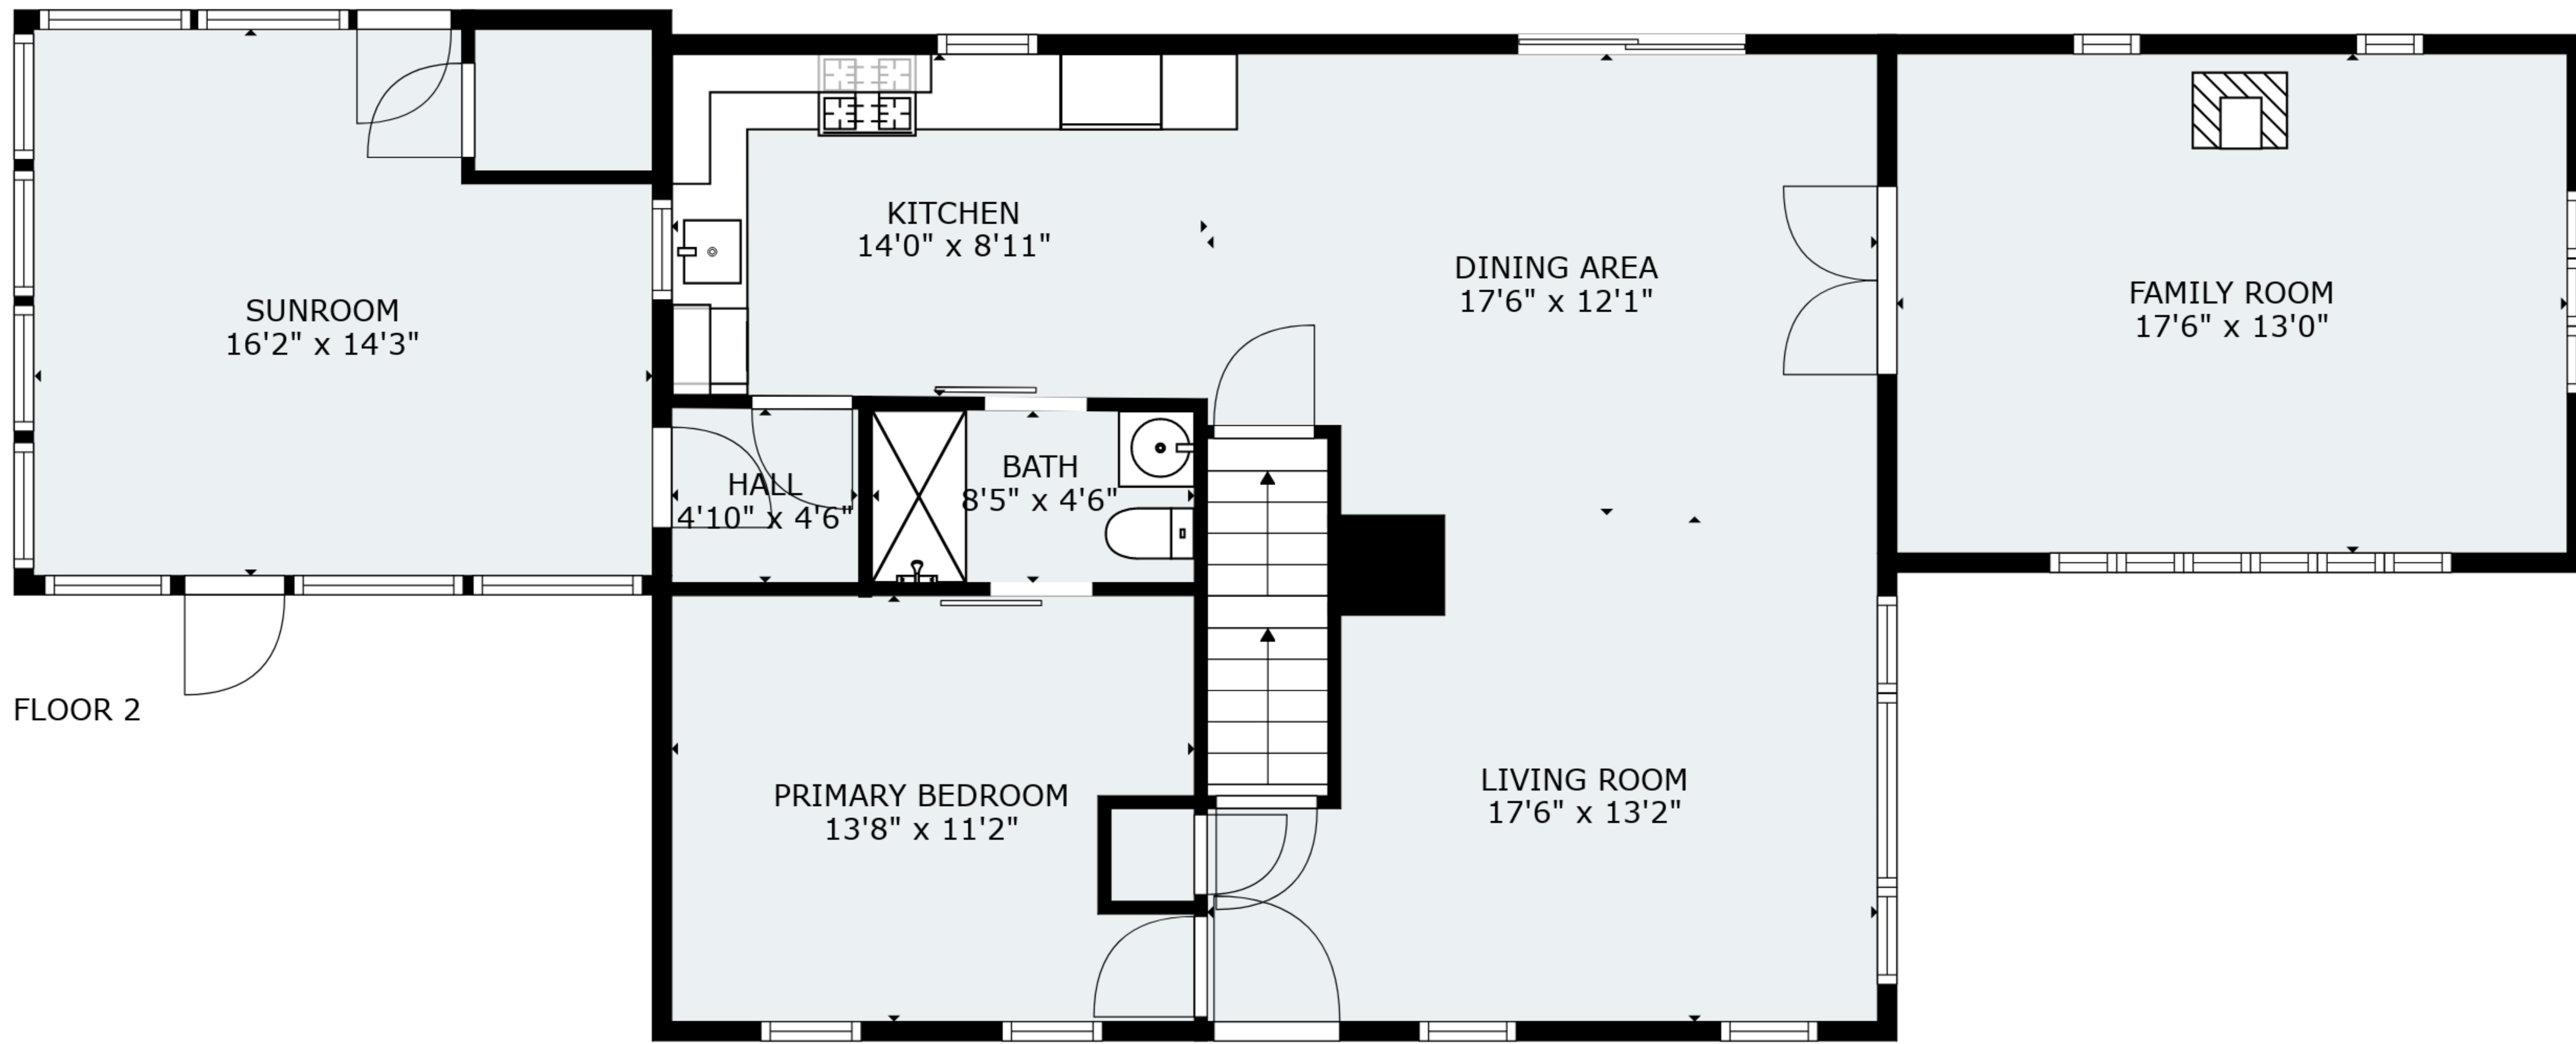 SUNROOM
16'2" x 14'3"
KITCHEN
14'0" x 8'11"
DINING AREA
17'6" x 12'1"
FAMILY ROOM
17'6" x 13'0"
HALL
4'10" x 4'6"
BATH
8'5" x 4'6"
FLOOR 2
PRIMARY BEDROOM
13'8" x 11'2"
LIVING ROOM
17'6" x 13'2"